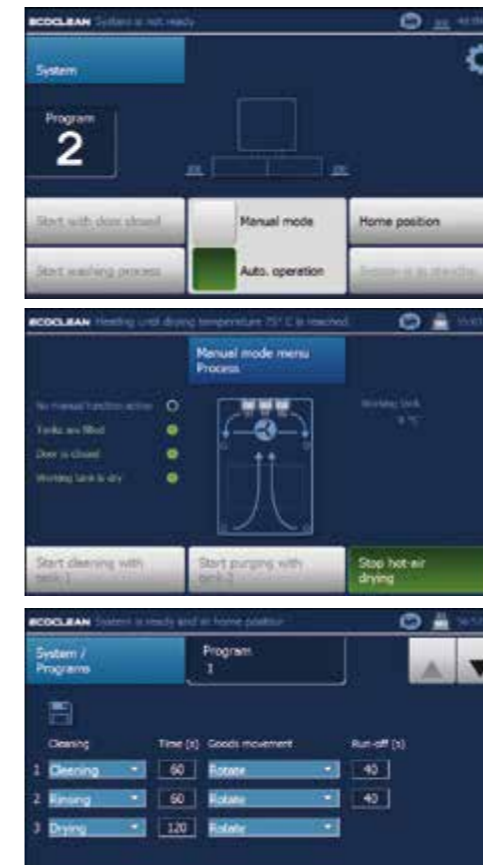 ECOCLEAN System is not ready
System
Program
2
Start with door closed
Manual mode
Home position
Start washing process
Auto. operation
ECOCLEAN Heating until drying temperature 75° C is reached.
Manual mode menu
Process
No manual function active
Working tank
Tanks are filled
Door is closed
Working tank is dry
Start cleaning with
tank 1
Start purging with
tank 2
Stop hot-air
drying
ECOCLEAN System is ready and in home position
System /
Programs
Program
1
Cleaning Time (s) Goods movement Run-off (s)
1 Cleaning 60 Rotate 40
2 Rinsing 60 Rotate 40
3 Drying 120 Rotate